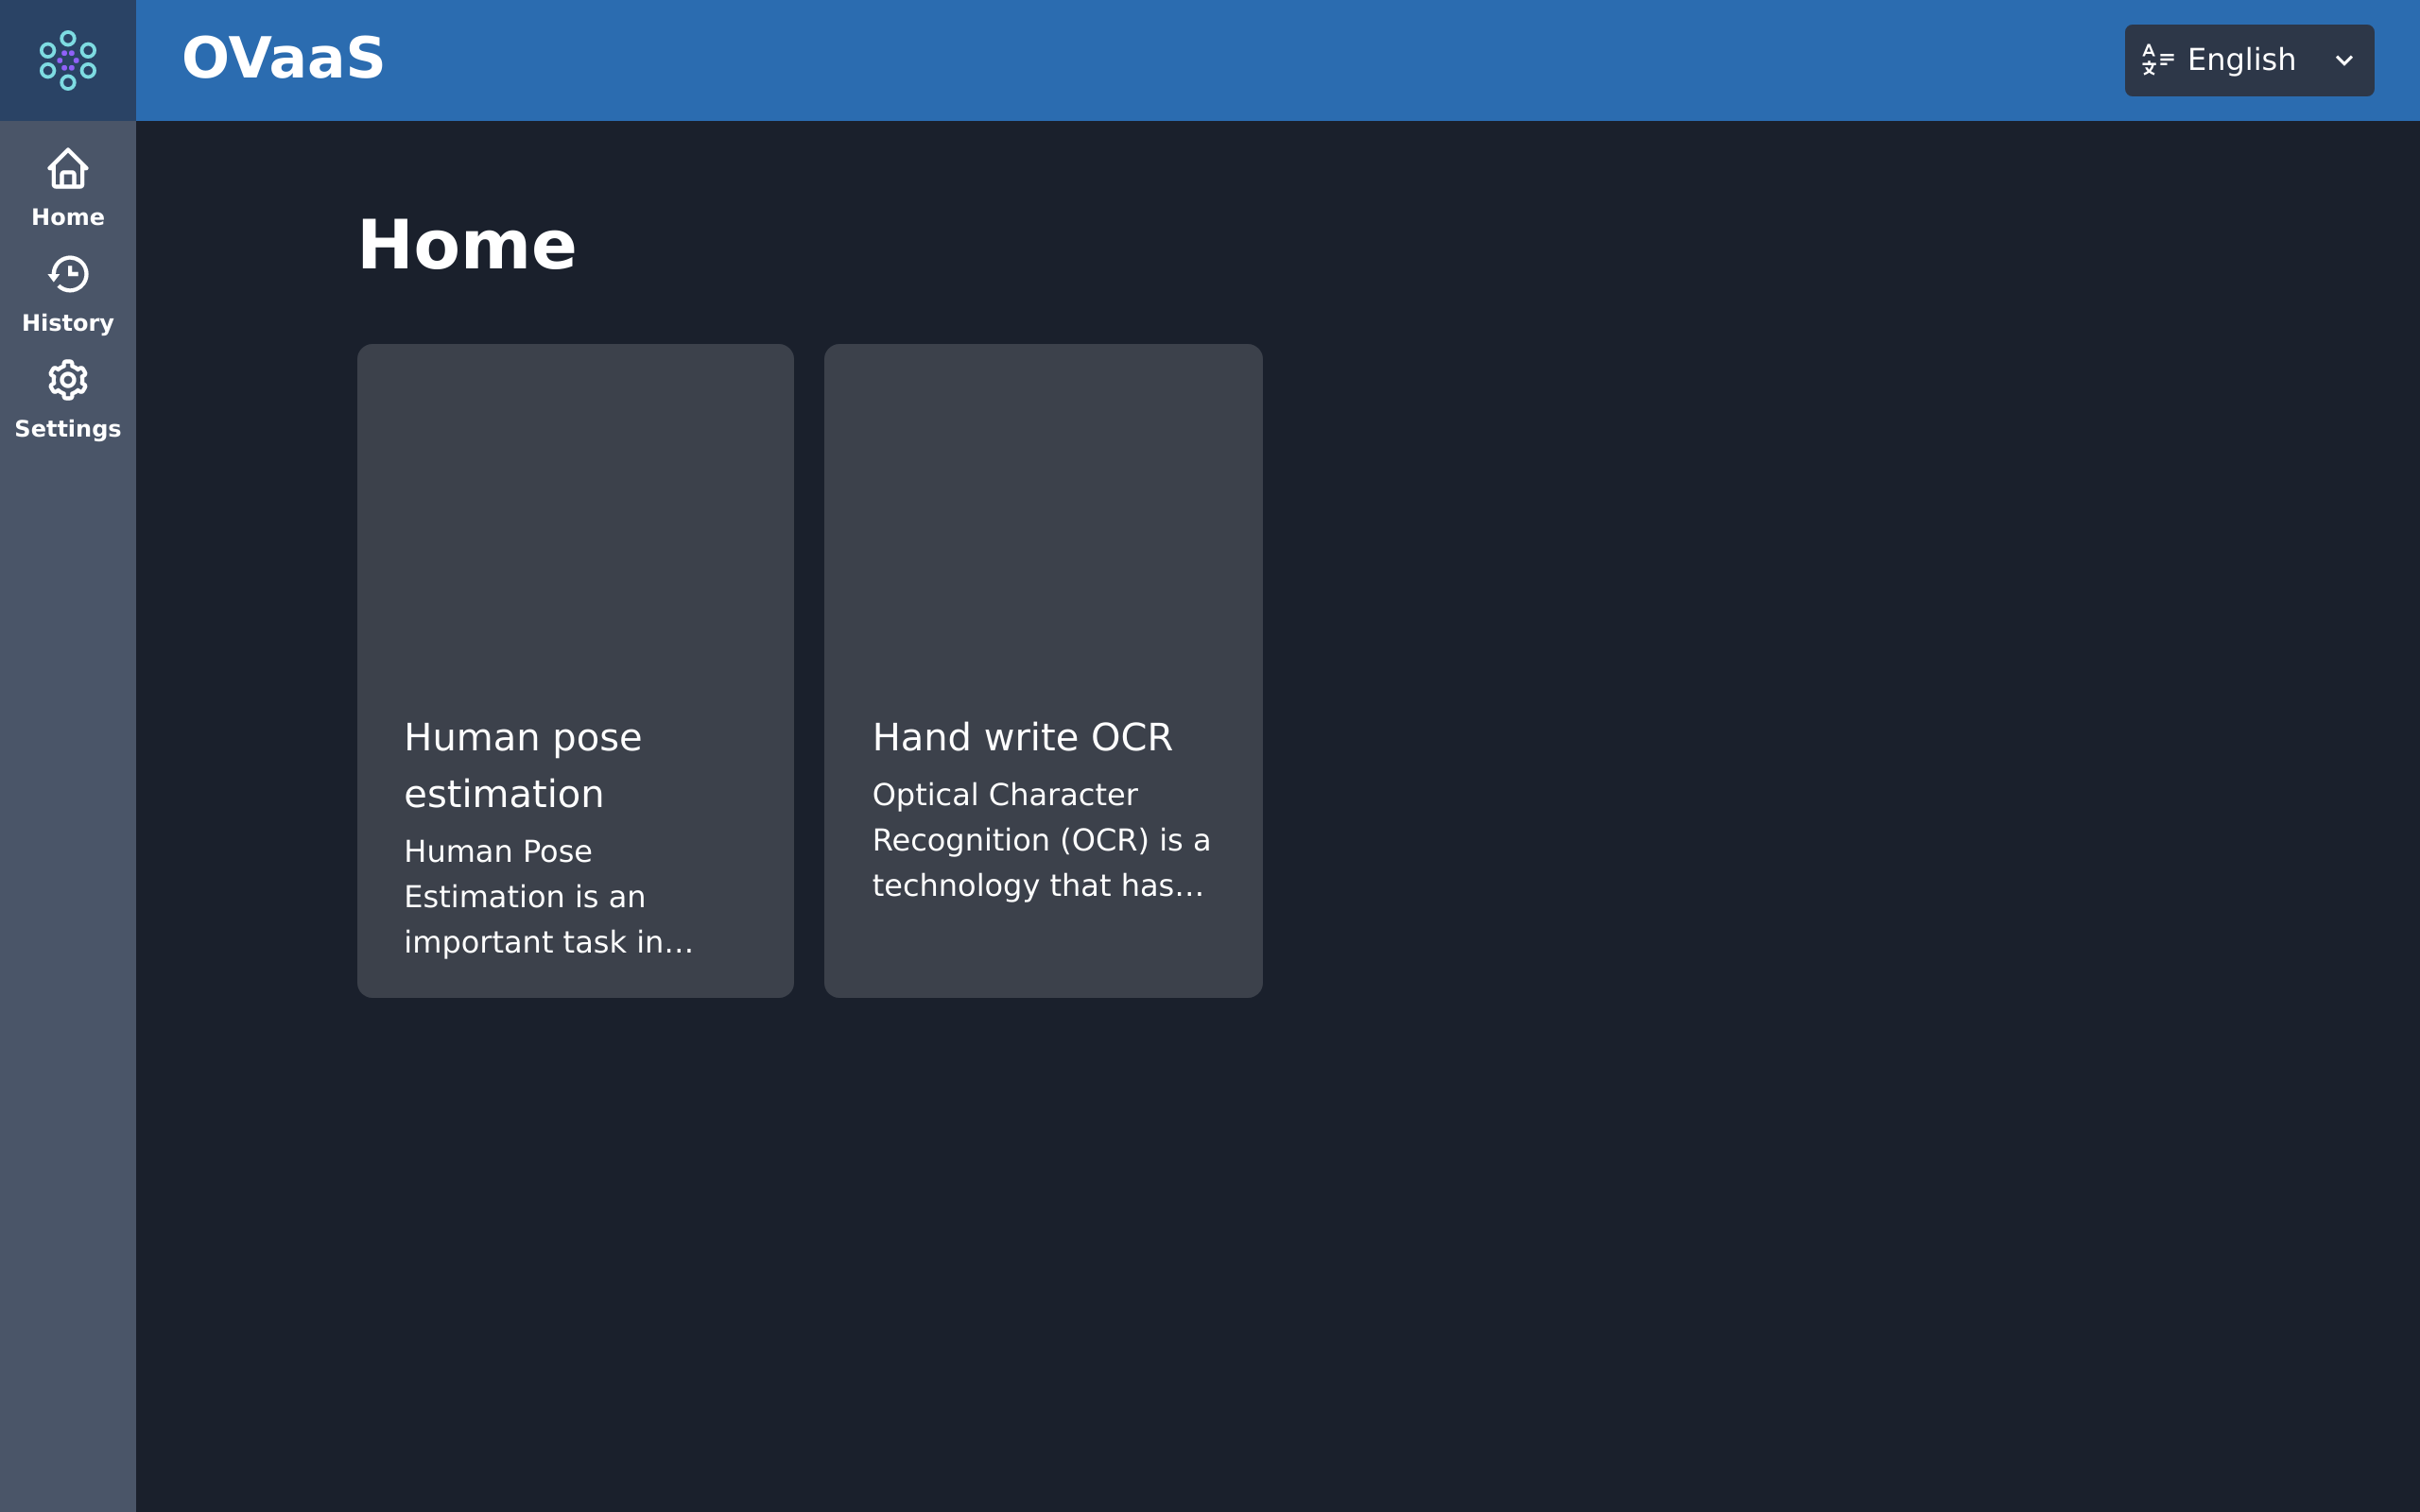 OVaaS
English
Home
History
Settings
Home
Human pose
estimation
Human Pose
Estimation is an
important task in...
Hand write OCR
Optical Character
Recognition (OCR) is a
technology that has...